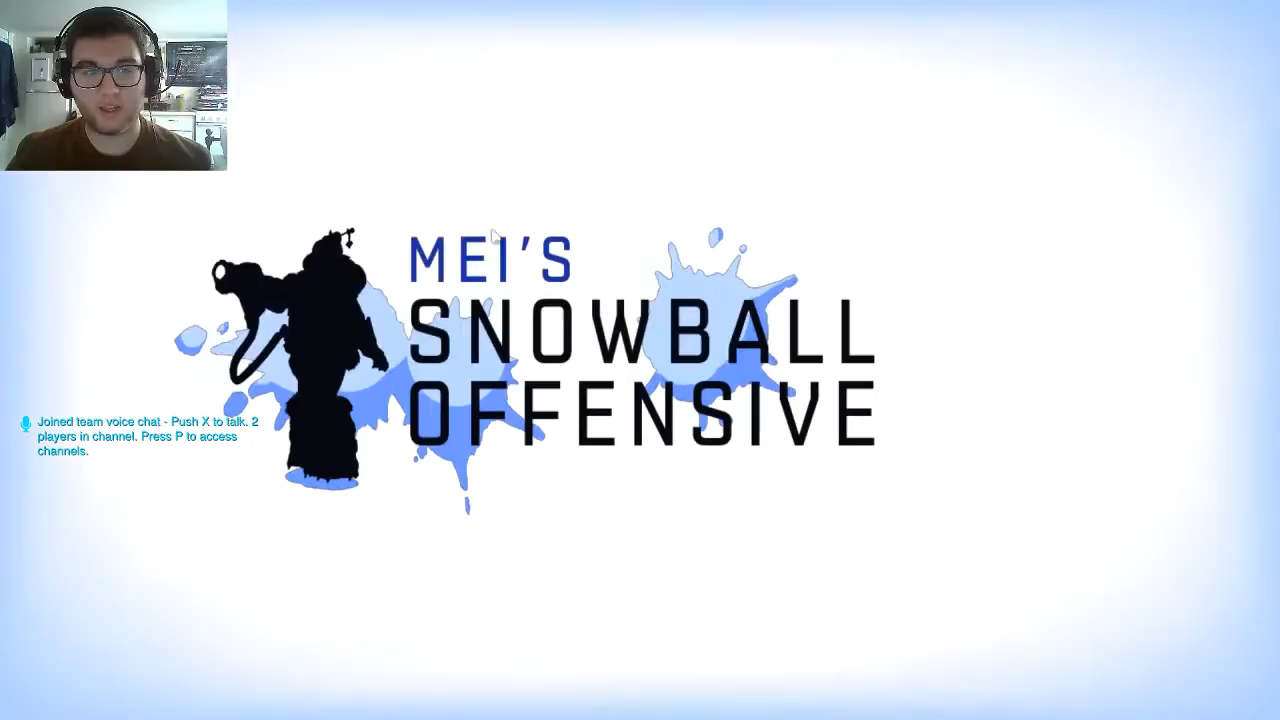 MEI'S
SNOWBALL
OFFENSIVE
Joined team voice chat - Push X to talk. 2
players in channel. Press P to access
channels.